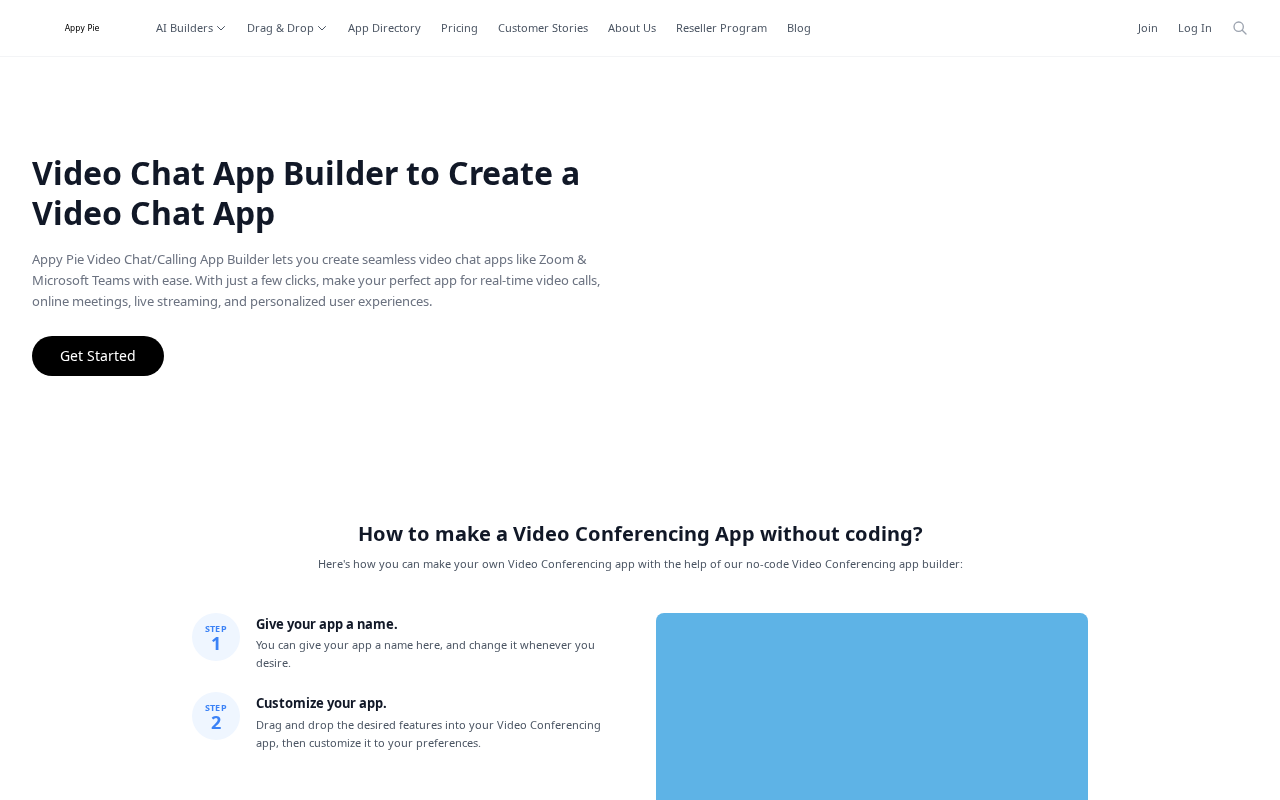 Appy Pie
AI Builders
Drag & Drop
App Directory
Pricing
Customer Stories
About Us
Reseller Program
Blog
Join
Log In
Video Chat App Builder to Create a
Video Chat App
Appy Pie Video Chat/Calling App Builder lets you create seamless video chat apps like Zoom &
Microsoft Teams with ease. With just a few clicks, make your perfect app for real-time video calls,
online meetings, live streaming, and personalized user experiences.
Get Started
How to make a Video Conferencing App without coding?
Here's how you can make your own Video Conferencing app with the help of our no-code Video Conferencing app builder:
STEP
1
Give your app a name.
You can give your app a name here, and change it whenever you
desire.
STEP
2
Customize your app.
Drag and drop the desired features into your Video Conferencing
app, then customize it to your preferences.